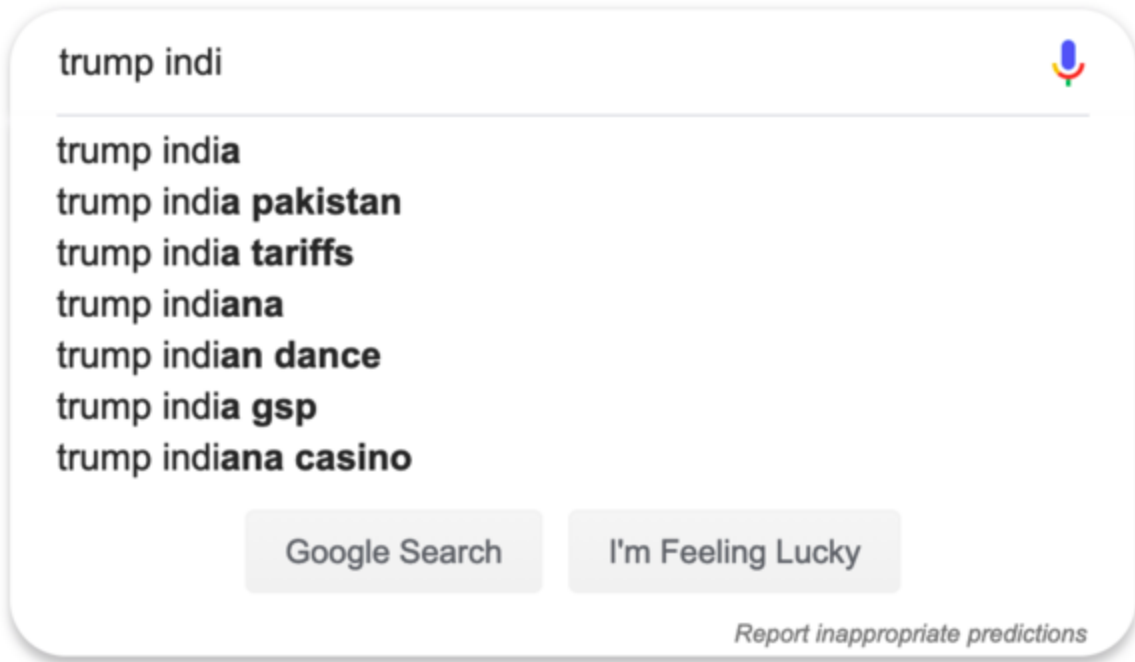 trump indi
trump india
trump india pakistan
trump india tariffs
trump indiana
trump indian dance
trump india gsp
trump indiana casino
Google Search I'm Feeling Lucky
Report inappropriate predictions